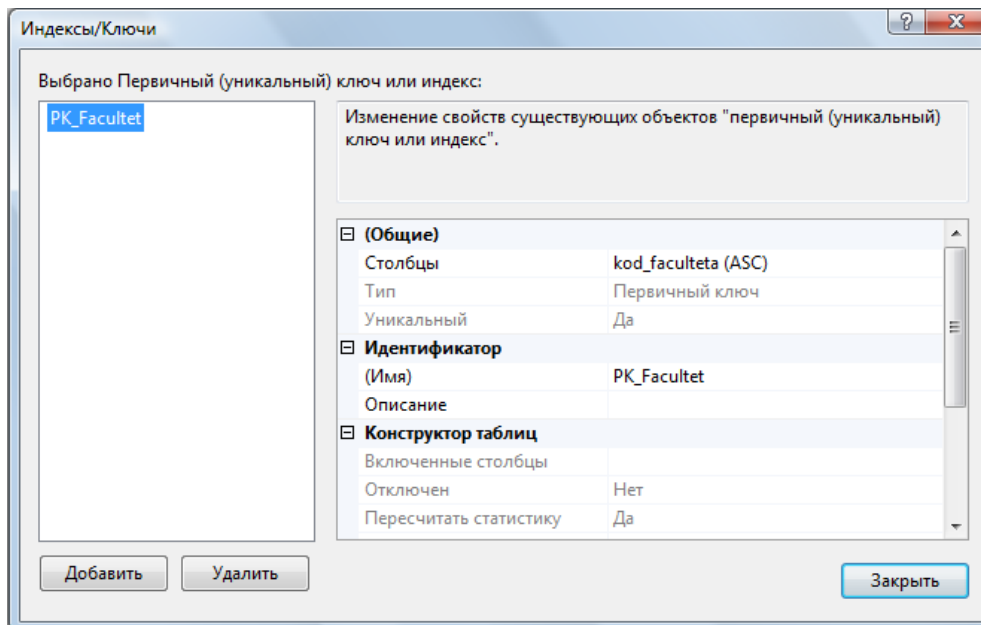 Индексы/Ключи
Выбрано Первичный (уникальный) ключ или индекс:
PK_Facultet
Изменение свойств существующих объектов "первичный (уникальный)
ключ или индекс".
(Общие)
Столбцы kod_faculteta (ASC)
Тип Первичный ключ
Уникальный Да
Идентификатор
(Имя) PK_Facultet
Описание
Конструктор таблиц
Включенные столбцы
Отключен Нет
Пересчитать статистику Да
Добавить Удалить
Закрыть